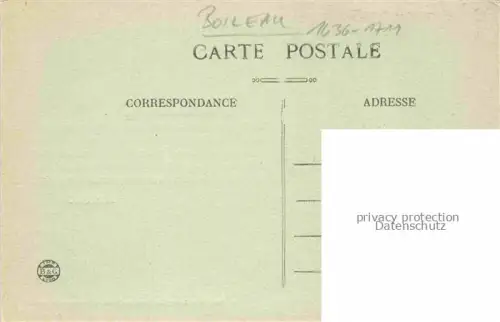 BOILEAU 1636-1711
CARTE POSTALE
CORRESPONDANCE ADRESSE
privacy protection
Datenschutz
B&G